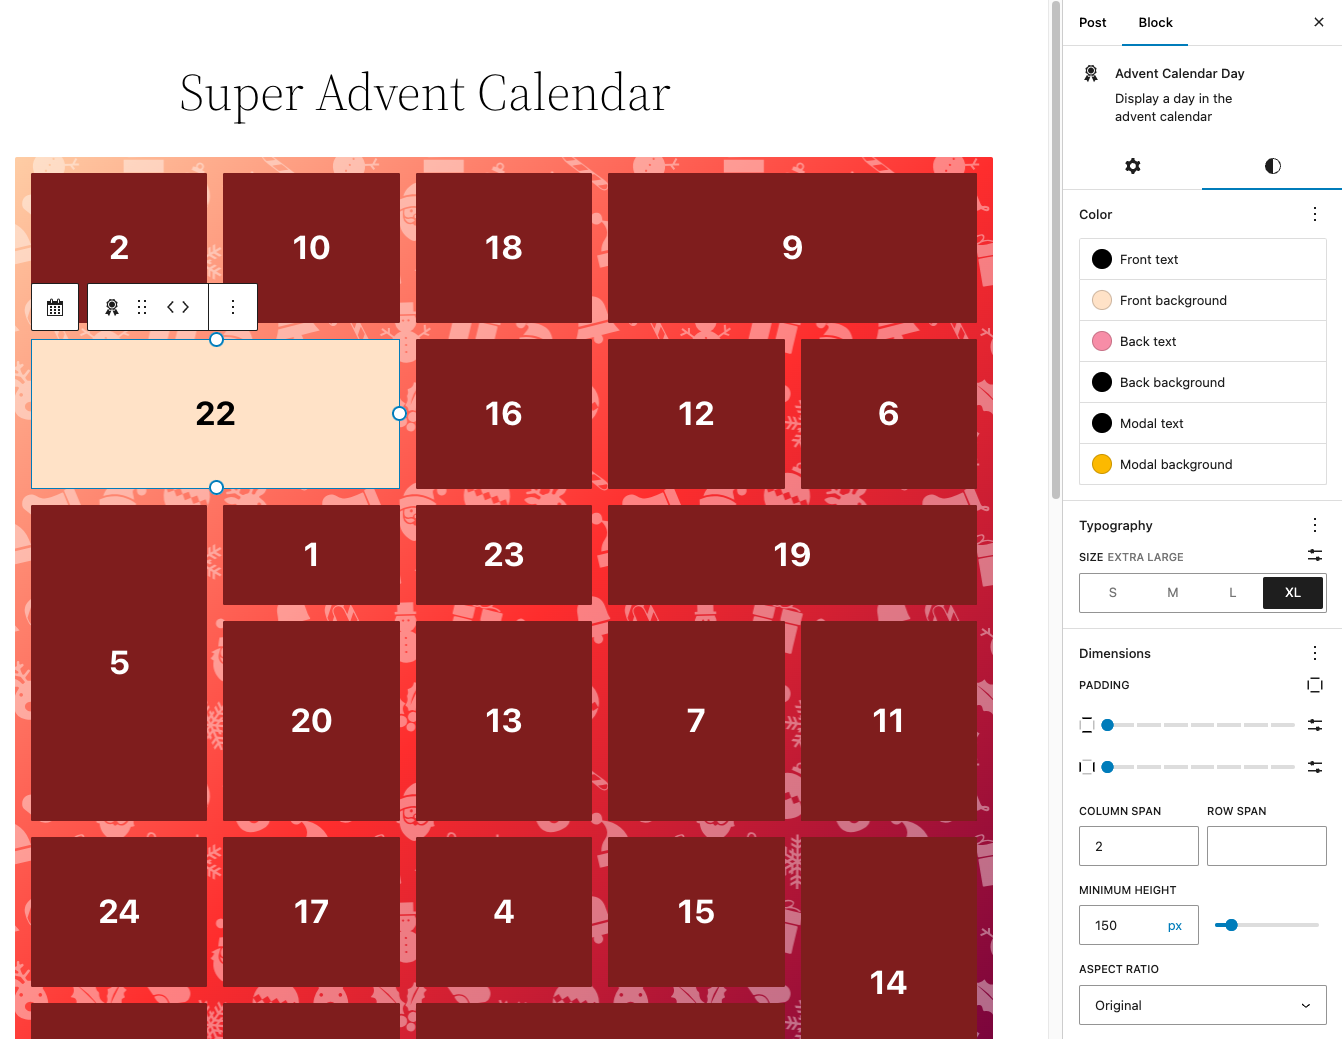 Super Advent Calendar
2
10
18
9
22
16
12
6
5
1
23
19
20
13
7
11
24
17
4
15
14
Post Block
Advent Calendar Day
Display a day in the
advent calendar
Color
Front text
Front background
Back text
Back background
Modal text
Modal background
Typography
SIZE EXTRA LARGE
S M L XL
Dimensions
PADDING
COLUMN SPAN ROW SPAN
2
MINIMUM HEIGHT
150 px
ASPECT RATIO
Original